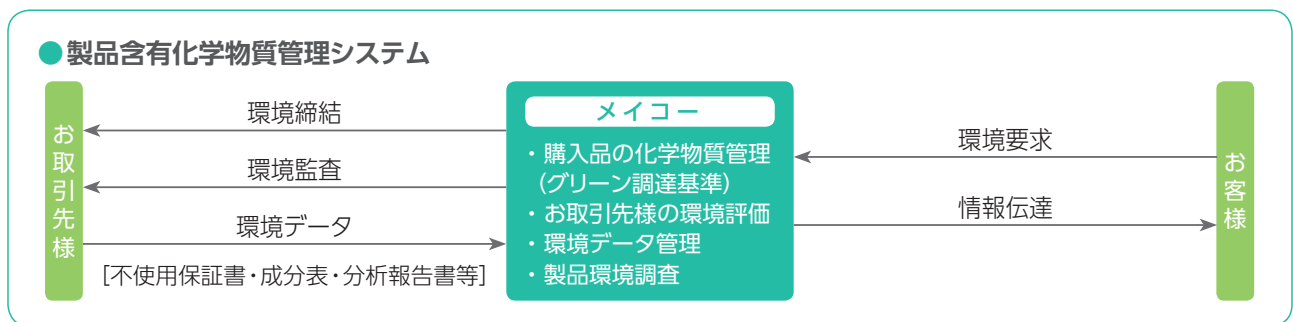 ●製品含有化学物質管理システム
お取引先様
環境締結
環境監査
環境データ
[不使用保証書・成分表・分析報告書等]
メイコー
・購入品の化学物質管理
(グリーン調達基準)
・お取引先様の環境評価
・環境データ管理
・製品環境調査
環境要求
情報伝達
お客様